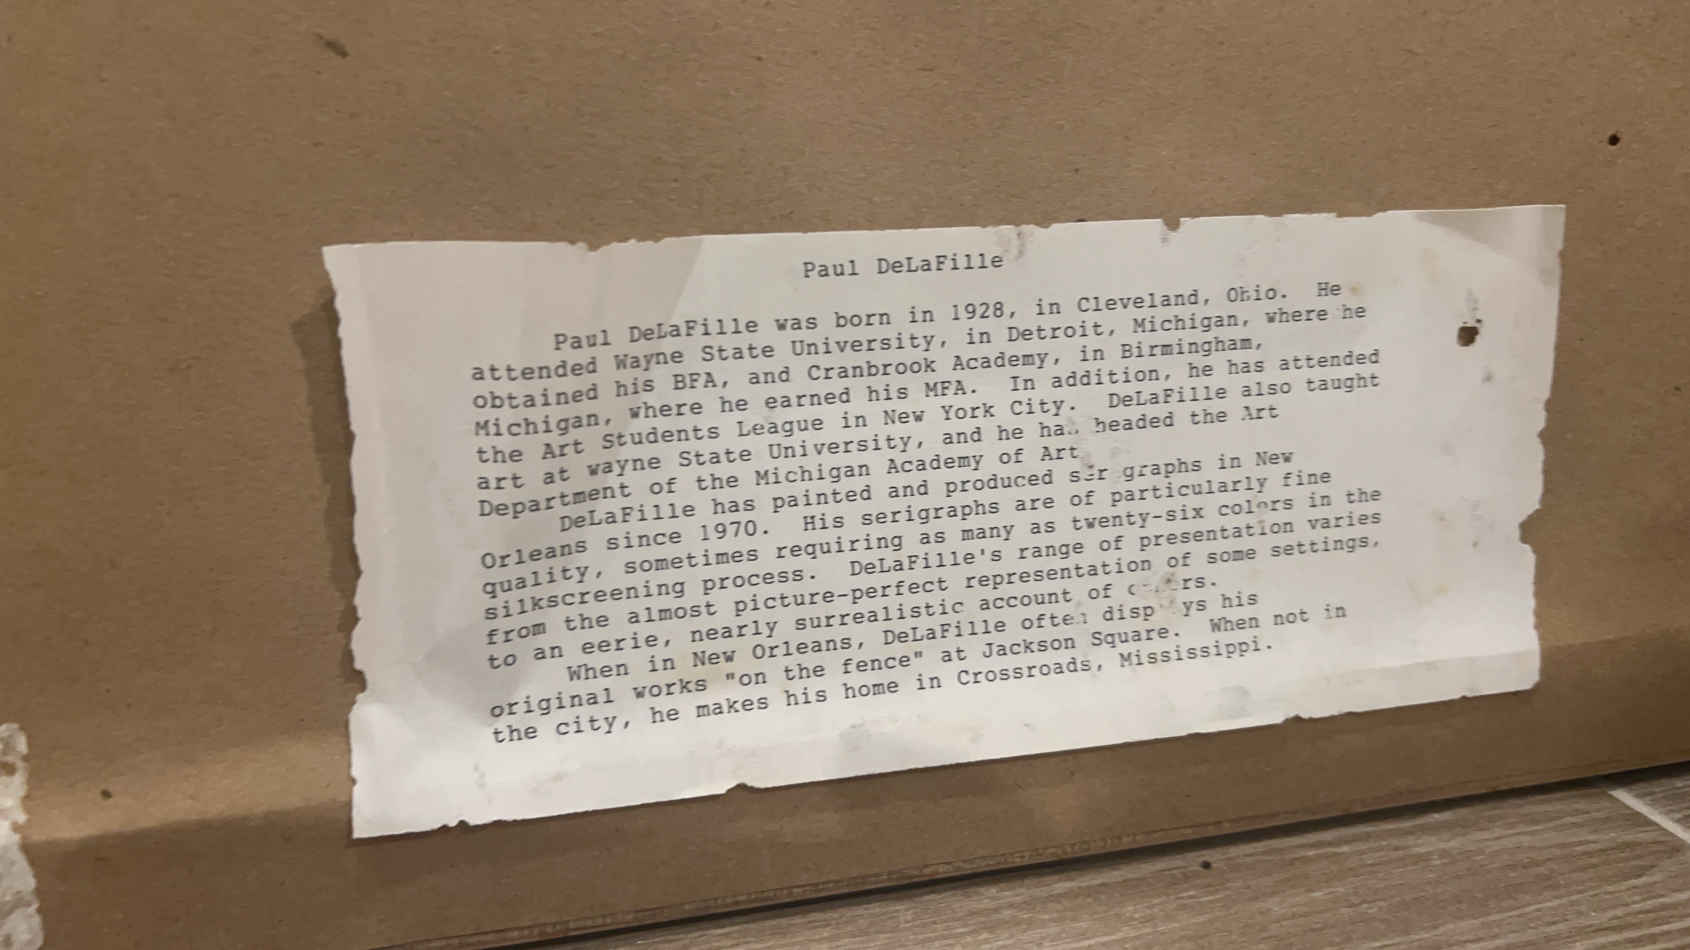 Paul DeLaFille
Paul DeLaFille was born in 1928, in Cleveland, Ohio. He
attended Wayne State University, in Detroit, Michigan, where he
obtained his BFA, and Cranbrook Academy, in Birmingham,
Michigan, where he earned his MFA. In addition, he has attended
the Art Students League in New York City. DeLaFille also taught
art at wayne State University, and he has headed the Art
Department of the Michigan Academy of Art
DeLaFille has painted and produced serigraphs in New
Orleans since 1970. His serigraphs are of particularly fine
quality, sometimes requiring as many as twenty-six colors in the
silkscreening process. DeLaFille's range of presentation varies
from the almost picture-perfect representation of some settings,
to an eerie, nearly surrealistic account of
When in New Orleans, DeLaFille often displays his
original works "on the fence" at Jackson Square. When not in
the city, he makes his home in Crossroads, Mississippi.